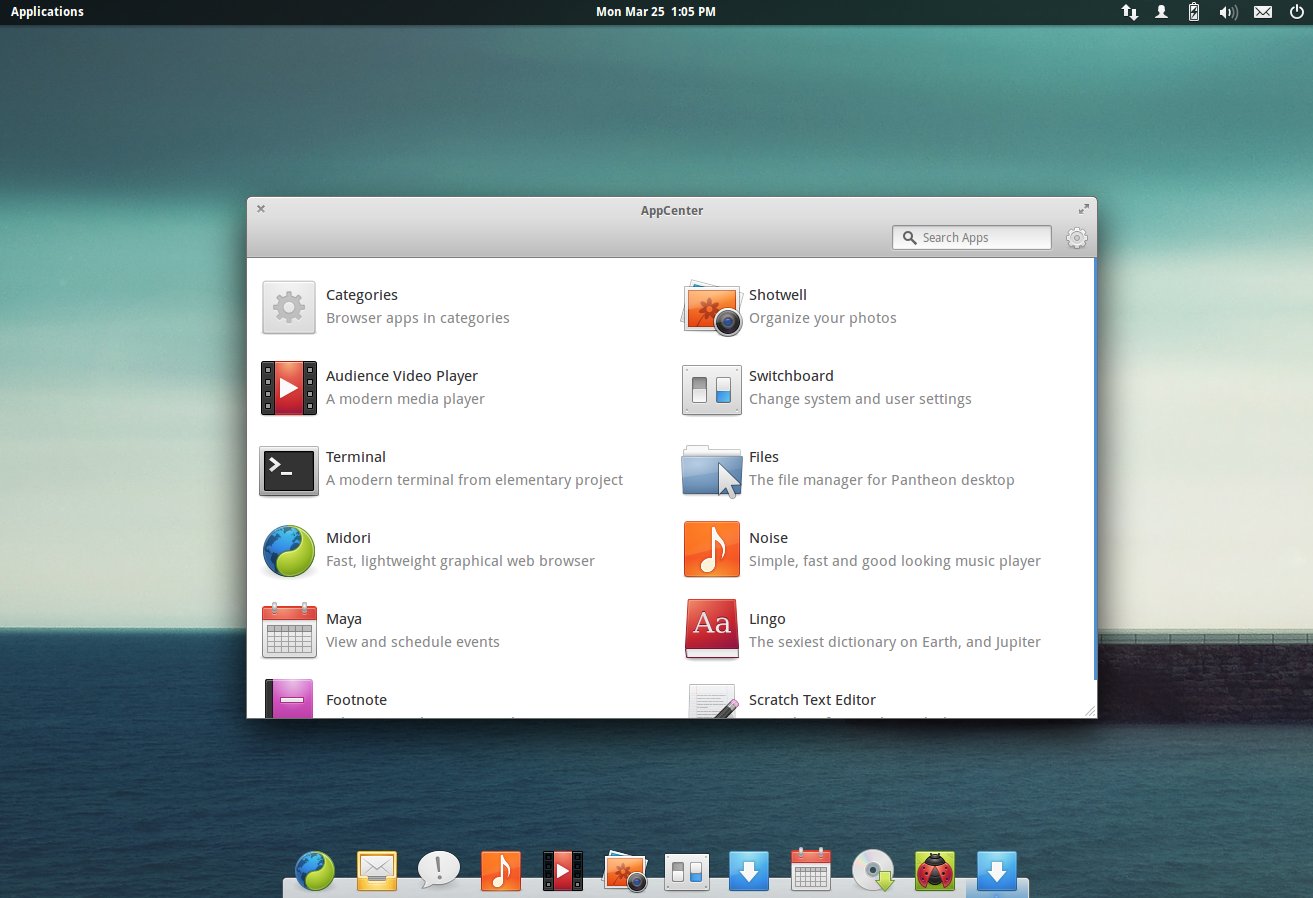 Applications
Mon Mar 25 1:05 PM
AppCenter
Search Apps
Categories
Browser apps in categories
Shotwell
Organize your photos
Audience Video Player
A modern media player
Switchboard
Change system and user settings
Terminal
A modern terminal from elementary project
Files
The file manager for Pantheon desktop
Midori
Fast, lightweight graphical web browser
Noise
Simple, fast and good looking music player
Maya
View and schedule events
Aa
Lingo
The sexiest dictionary on Earth, and Jupiter
Footnote
Scratch Text Editor